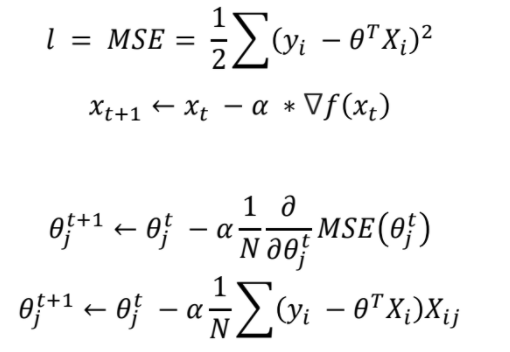 l = MSE = 1/2 ∑(yᵢ − θᵀXᵢ)²
xₜ₊₁ ← xₜ − α * ∇f(xₜ)
θⱼᵗ⁺¹ ← θⱼᵗ − α 1/N ∂/∂θⱼᵗ MSE(θⱼᵗ)
θⱼᵗ⁺¹ ← θⱼᵗ − α 1/N ∑(yᵢ − θᵀXᵢ)Xᵢⱼ